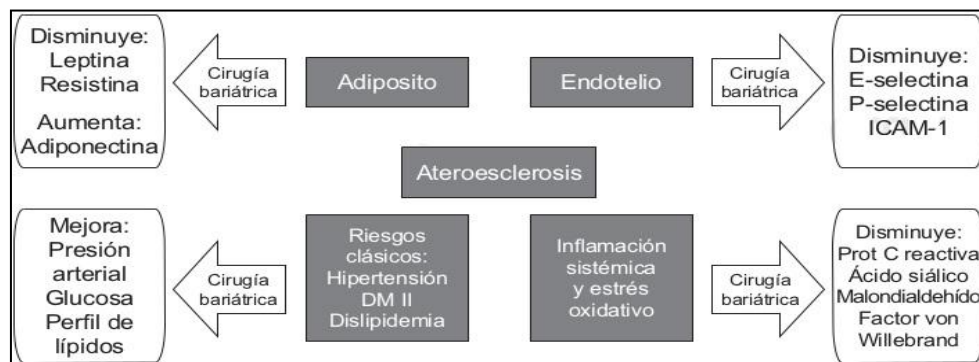 Disminuye:
Leptina
Resistina
Aumenta:
Adiponectina
Cirugía
bariátrica
Adiposito
Endotelio
Cirugía
bariátrica
Disminuye:
E-selectina
P-selectina
ICAM-1
Ateroesclerosis
Mejora:
Presión
arterial
Glucosa
Perfil de
lípidos
Cirugía
bariátrica
Riesgos
clásicos:
Hipertensión
DM II
Dislipidemia
Inflamación
sistémica
y estrés
oxidativo
Cirugía
bariátrica
Disminuye:
Prot C reactiva
Ácido siálico
Malondialdehído
Factor von
Willebrand